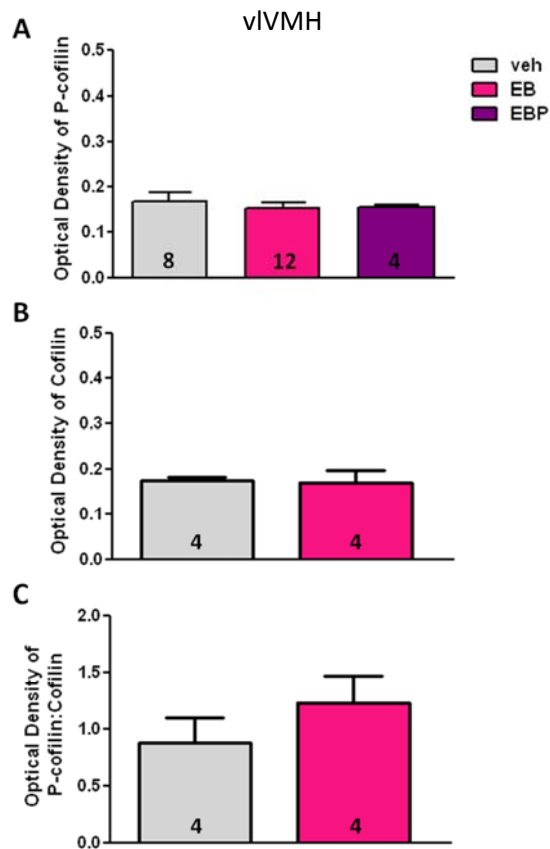 vlVMH
A
Optical Density of P-cofilin
0.5
0.4
0.3
0.2
0.1
0.0
8
12
4
veh
EB
EBP
B
Optical Density of Cofilin
0.5
0.4
0.3
0.2
0.1
0.0
4
4
C
Optical Density of
P-cofilin:Cofilin
2.0
1.5
1.0
0.5
0.0
4
4